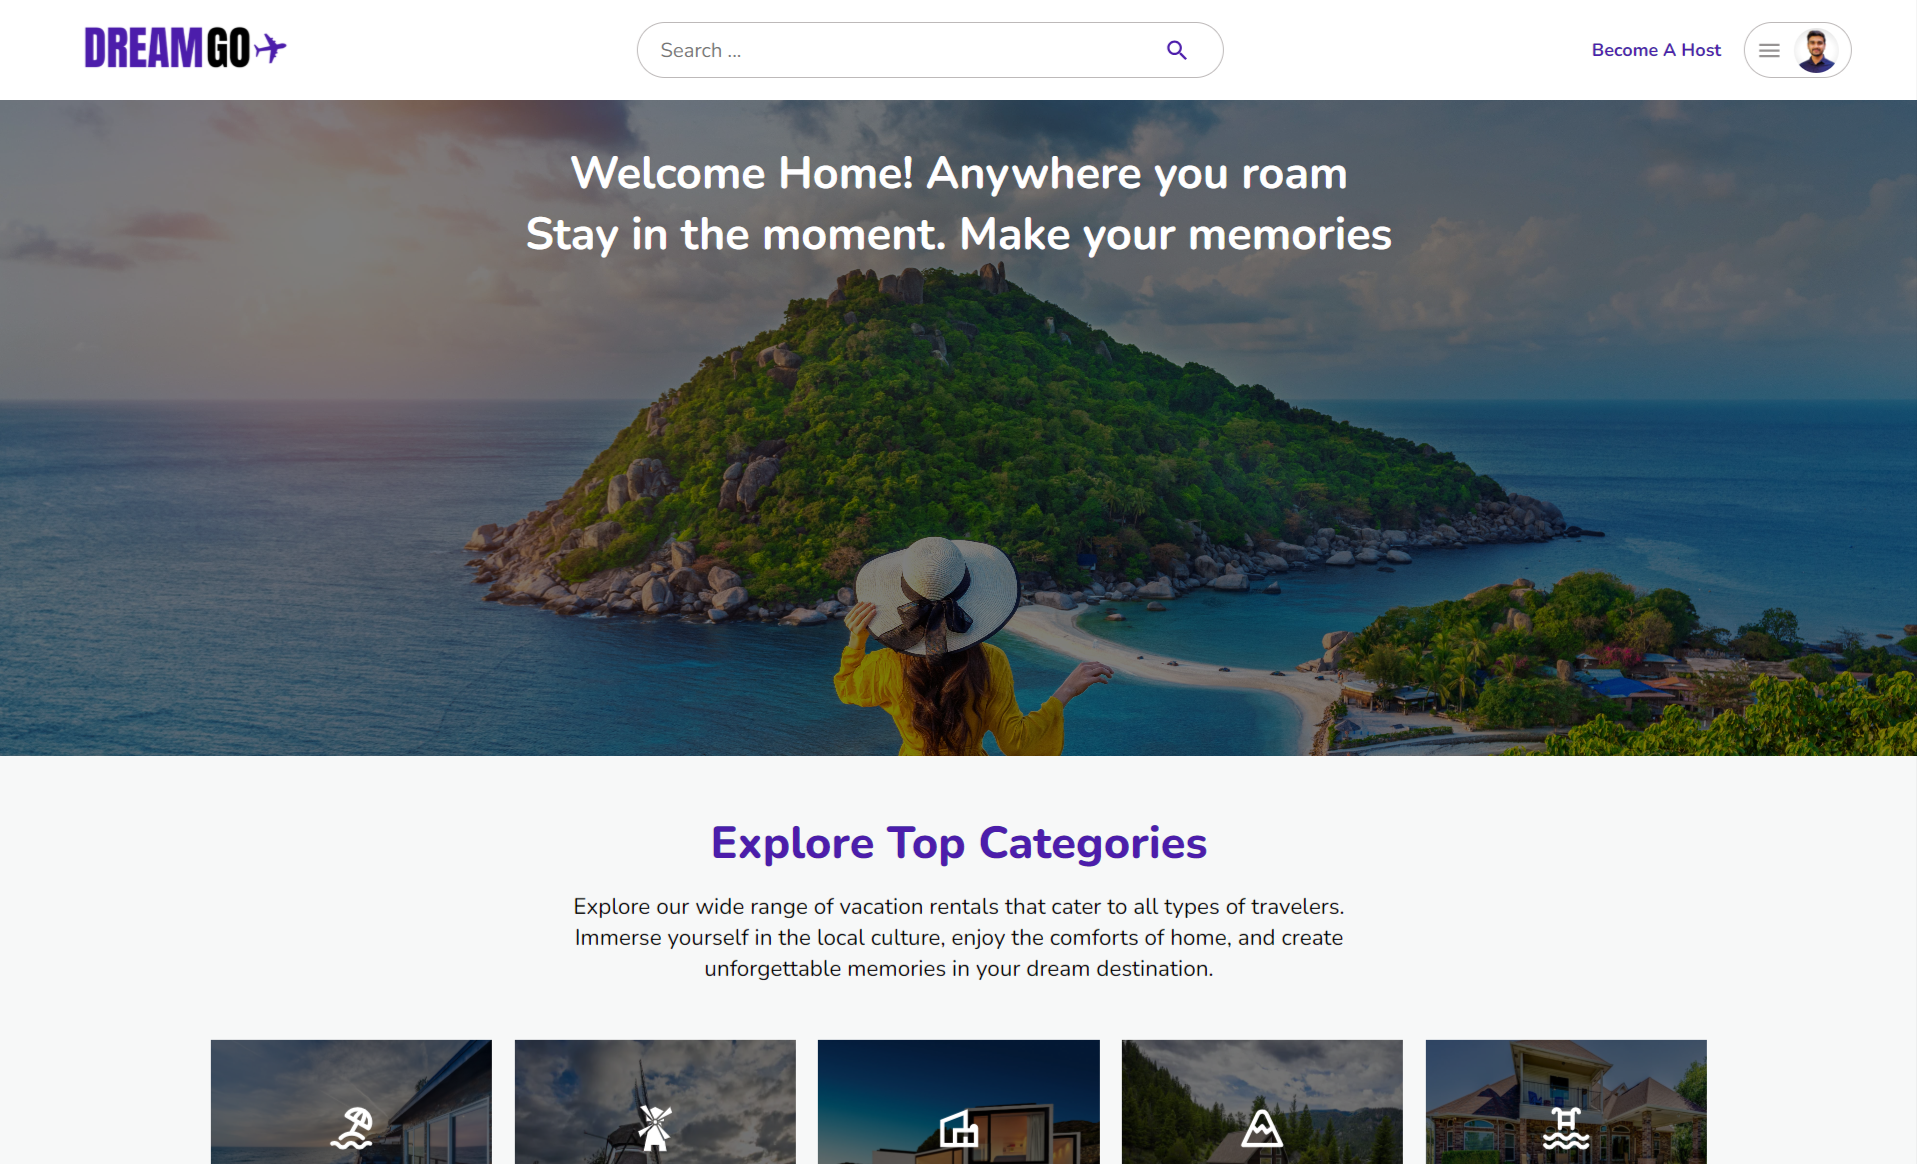 DREAMGO
Search ...
Become A Host
Welcome Home! Anywhere you roam
Stay in the moment. Make your memories
Explore Top Categories
Explore our wide range of vacation rentals that cater to all types of travelers.
Immerse yourself in the local culture, enjoy the comforts of home, and create
unforgettable memories in your dream destination.